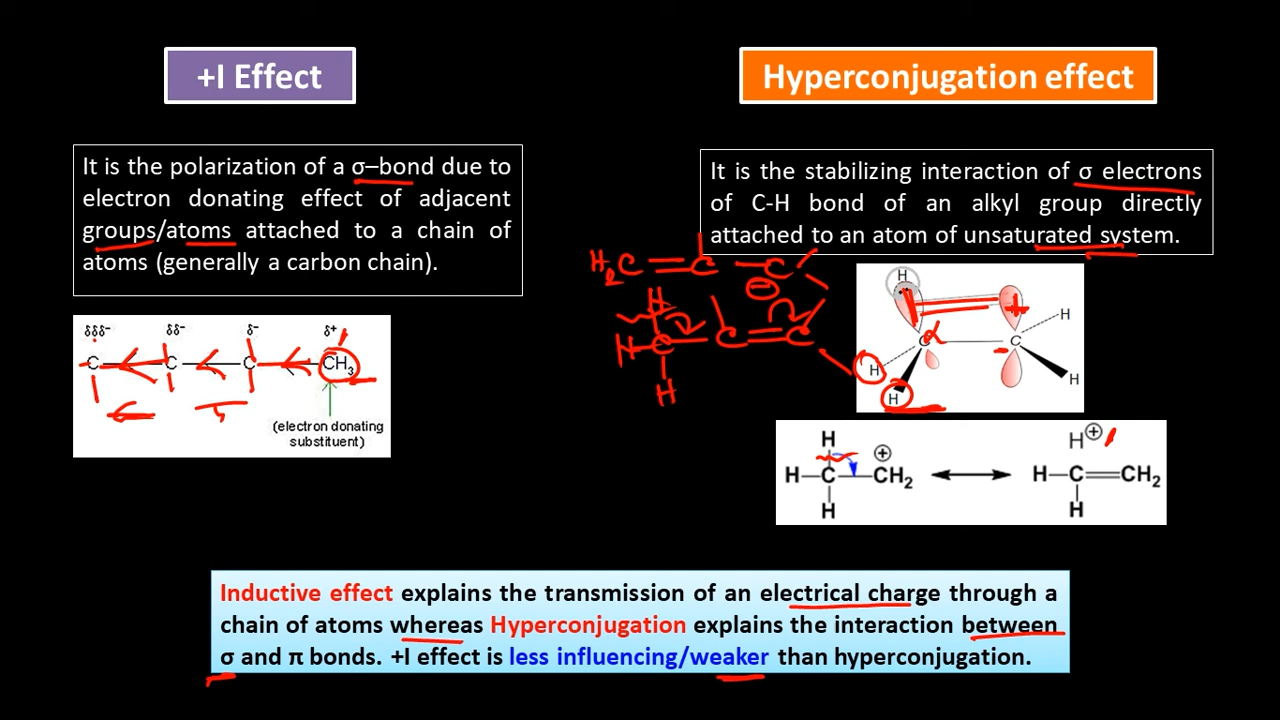 +I Effect
It is the polarization of a σ–bond due to
electron donating effect of adjacent
groups/atoms attached to a chain of
atoms (generally a carbon chain).
δδδ- δδ- δ- δ+
C C C CH₃
(electron donating
substituent)
Hyperconjugation effect
It is the stabilizing interaction of σ electrons
of C-H bond of an alkyl group directly
attached to an atom of unsaturated system.
H₂C=C–C
⊖
H
H–C–C=C
H
H
+ H
α C
- C
H
H
H
H H⊕
H–C–CH₂ ⊕ ↔ H–C=CH₂
H H
Inductive effect explains the transmission of an electrical charge through a
chain of atoms whereas Hyperconjugation explains the interaction between
σ and π bonds. +I effect is less influencing/weaker than hyperconjugation.